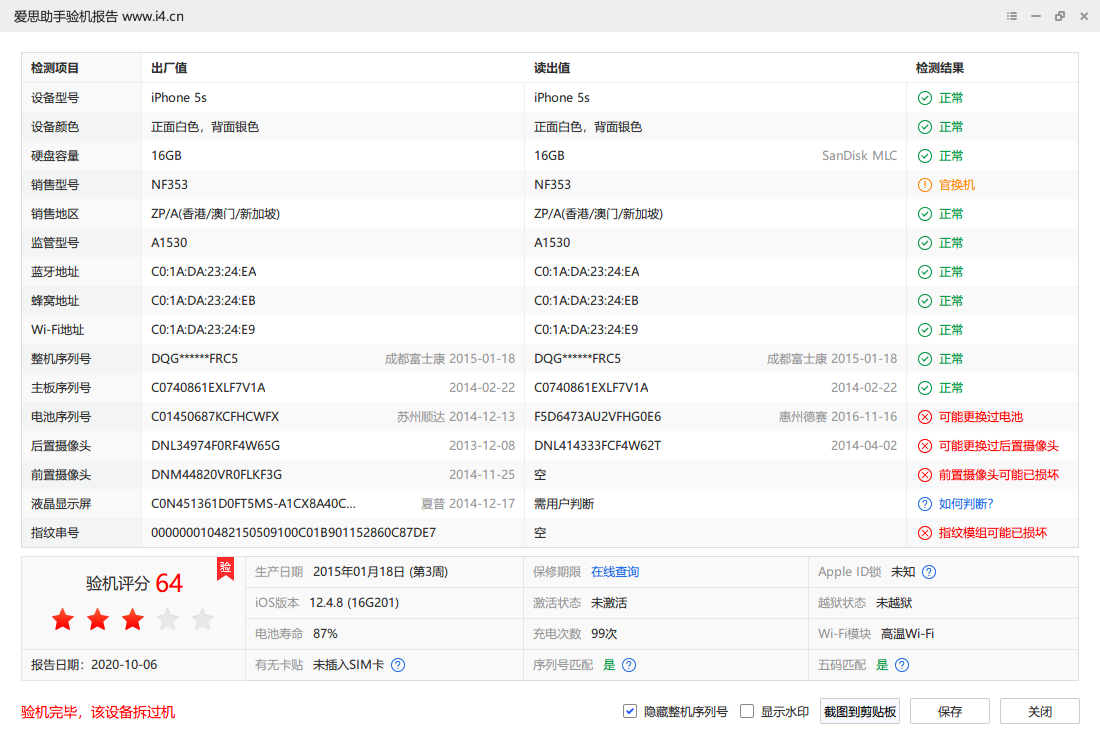 爱思助手验机报告 www.i4.cn
检测项目 出厂值 读出值 检测结果
设备型号 iPhone 5s iPhone 5s 正常
设备颜色 正面白色，背面银色 正面白色，背面银色 正常
硬盘容量 16GB 16GB SanDisk MLC 正常
销售型号 NF353 NF353 官换机
销售地区 ZP/A(香港/澳门/新加坡) ZP/A(香港/澳门/新加坡) 正常
监管型号 A1530 A1530 正常
蓝牙地址 C0:1A:DA:23:24:EA C0:1A:DA:23:24:EA 正常
蜂窝地址 C0:1A:DA:23:24:EB C0:1A:DA:23:24:EB 正常
Wi-Fi地址 C0:1A:DA:23:24:E9 C0:1A:DA:23:24:E9 正常
整机序列号 DQG******FRC5 成都富士康 2015-01-18 DQG******FRC5 成都富士康 2015-01-18 正常
主板序列号 C0740861EXLF7V1A 2014-02-22 C0740861EXLF7V1A 2014-02-22 正常
电池序列号 C01450687KCFHCWFX 苏州顺达 2014-12-13 F5D6473AU2VFHG0E6 惠州德赛 2016-11-16 可能更换过电池
后置摄像头 DNL34974F0RF4W65G 2013-12-08 DNL414333FCF4W62T 2014-04-02 可能更换过后置摄像头
前置摄像头 DNM44820VR0FLKF3G 2014-11-25 空 前置摄像头可能已损坏
液晶显示屏 C0N451361D0FT5MS-A1CX8A40C... 夏普 2014-12-17 需用户判断 如何判断?
指纹串号 000000010482150509100C01B901152860C87DE7 空 指纹模组可能已损坏
验机评分 64 验
生产日期 2015年01月18日 (第3周) 保修期限 在线查询 Apple ID锁 未知
iOS版本 12.4.8 (16G201) 激活状态 未激活 越狱状态 未越狱
电池寿命 87% 充电次数 99次 Wi-Fi模块 高温Wi-Fi
报告日期： 2020-10-06 有无卡贴 未插入SIM卡 序列号匹配 是 五码匹配 是
验机完毕，该设备拆过机 隐藏整机序列号 显示水印 截图到剪贴板 保存 关闭